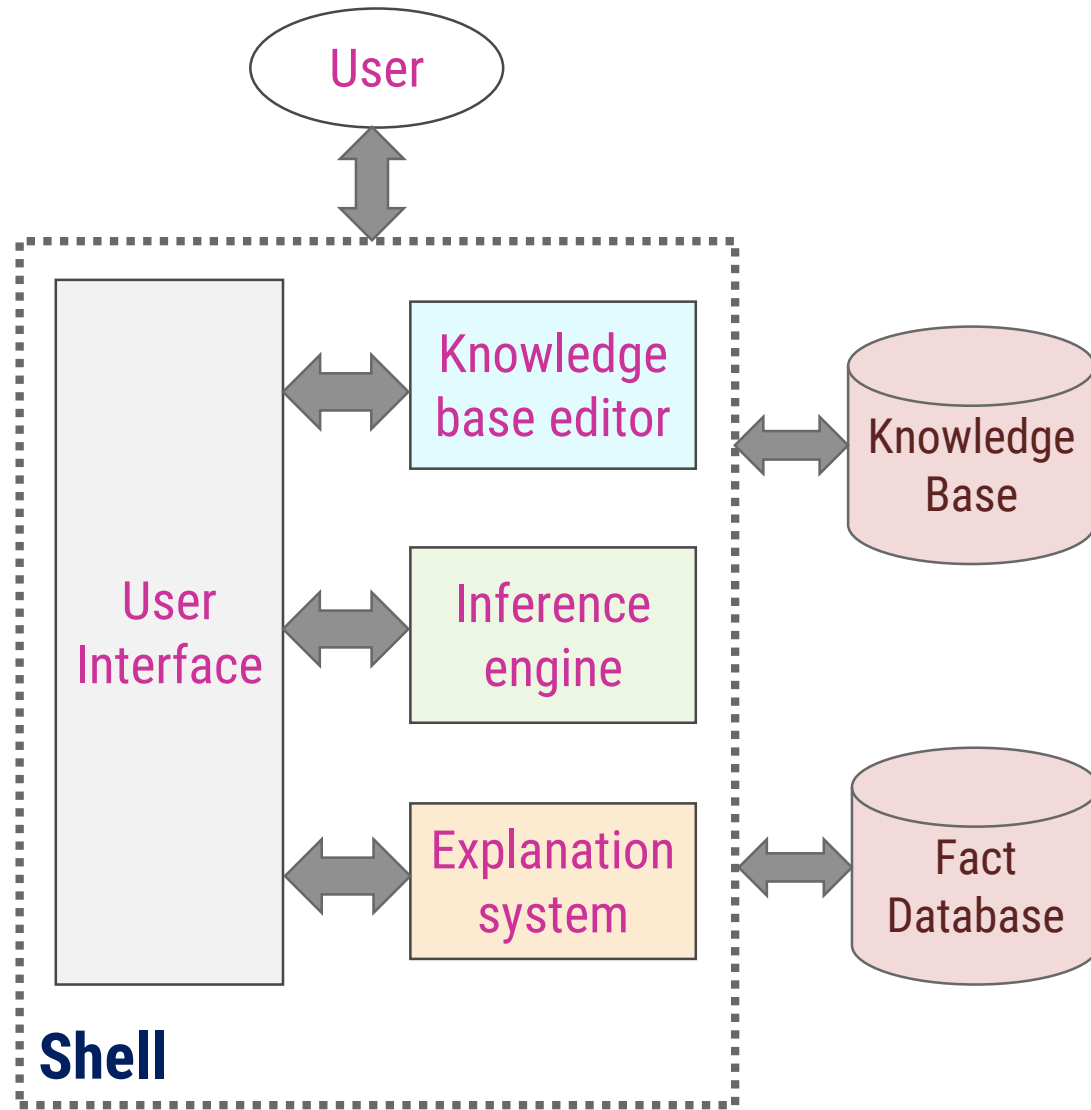 User
Knowledge
base editor
Knowledge
Base
User
Interface
Inference
engine
Explanation
system
Fact
Database
Shell